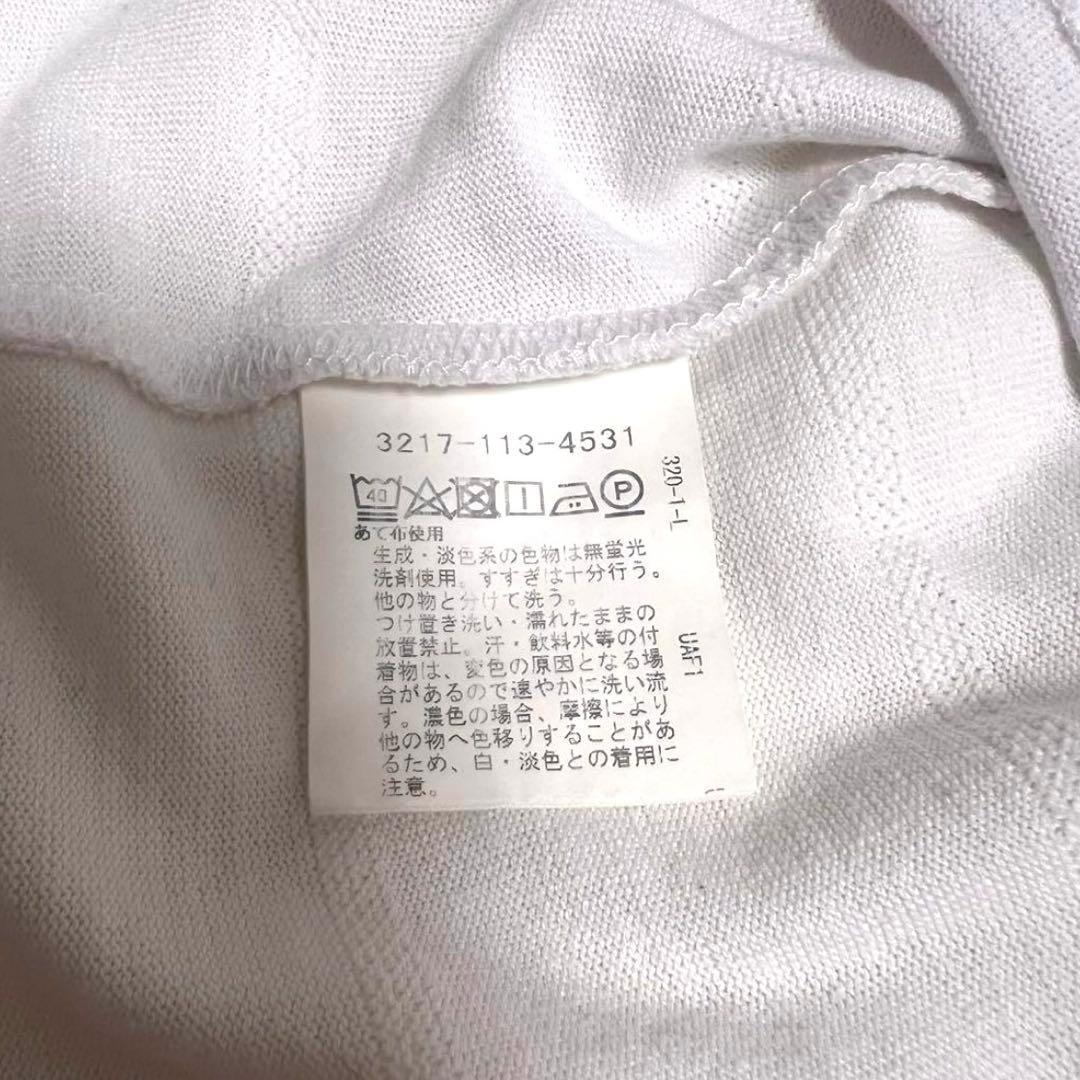 3217-113-4531
40
P
あて布使用
生成・淡色系の色物は無蛍光
洗剤使用。すすぎは十分行う。
他の物と分けて洗う。
つけ置き洗い・濡れたままの
放置禁止。汗・飲料水等の付
着物は、変色の原因となる場
合があるので速やかに洗い流
す。濃色の場合、摩擦により
他の物へ色移りすることがあ
るため、白・淡色との着用に
注意。
320-1-L
UAF1